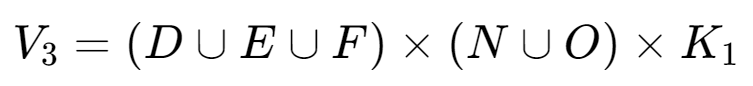 V₃ = (D ∪ E ∪ F) × (N ∪ O) × K₁